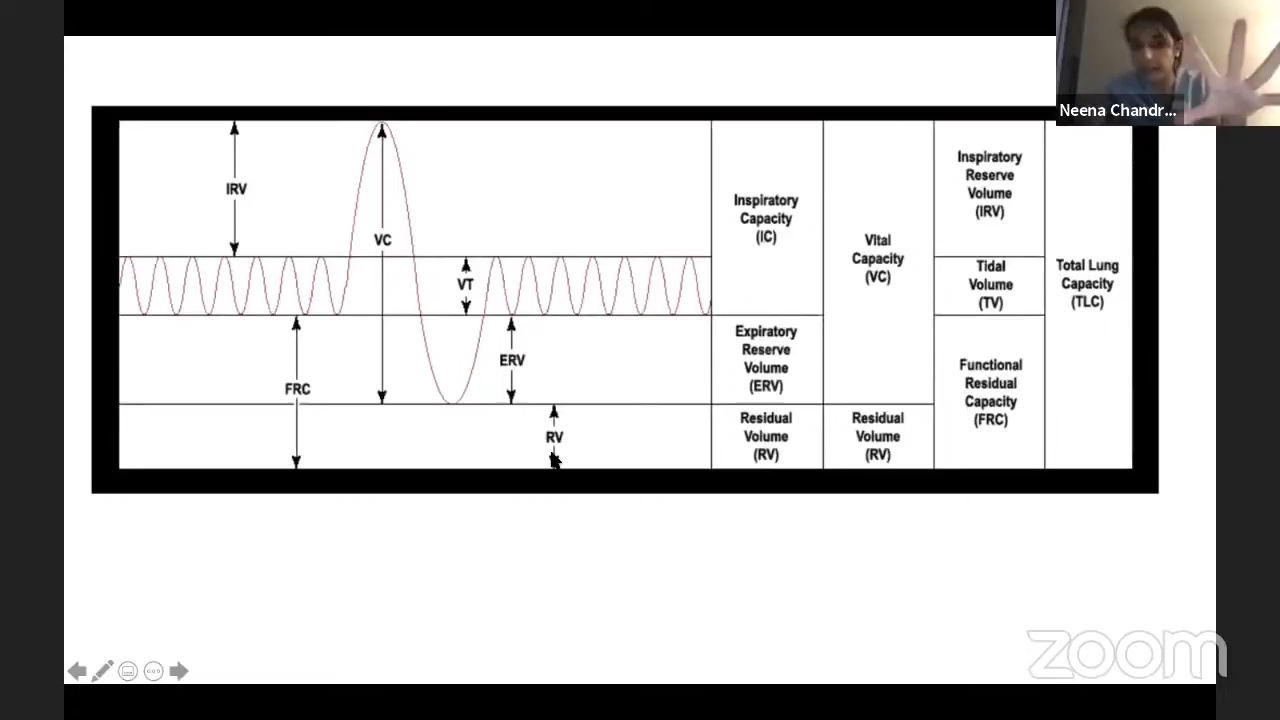 Neena Chandr...
IRV
VC
VT
ERV
FRC
RV
Inspiratory
Capacity
(IC)
Expiratory
Reserve
Volume
(ERV)
Residual
Volume
(RV)
Vital
Capacity
(VC)
Residual
Volume
(RV)
Inspiratory
Reserve
Volume
(IRV)
Tidal
Volume
(TV)
Functional
Residual
Capacity
(FRC)
Total Lung
Capacity
(TLC)
zoom